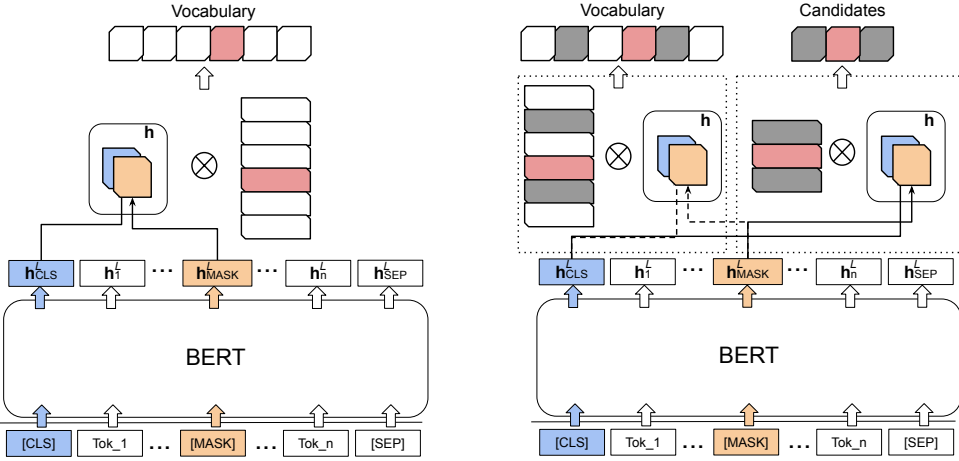 Vocabulary
h
h^L_CLS h^L_1 ... h^L_MASK ... h^L_n h^L_SEP
BERT
[CLS] Tok_1 ... [MASK] ... Tok_n [SEP]
Vocabulary Candidates
h h
h^L_CLS h^L_1 ... h^L_MASK ... h^L_n h^L_SEP
BERT
[CLS] Tok_1 ... [MASK] ... Tok_n [SEP]